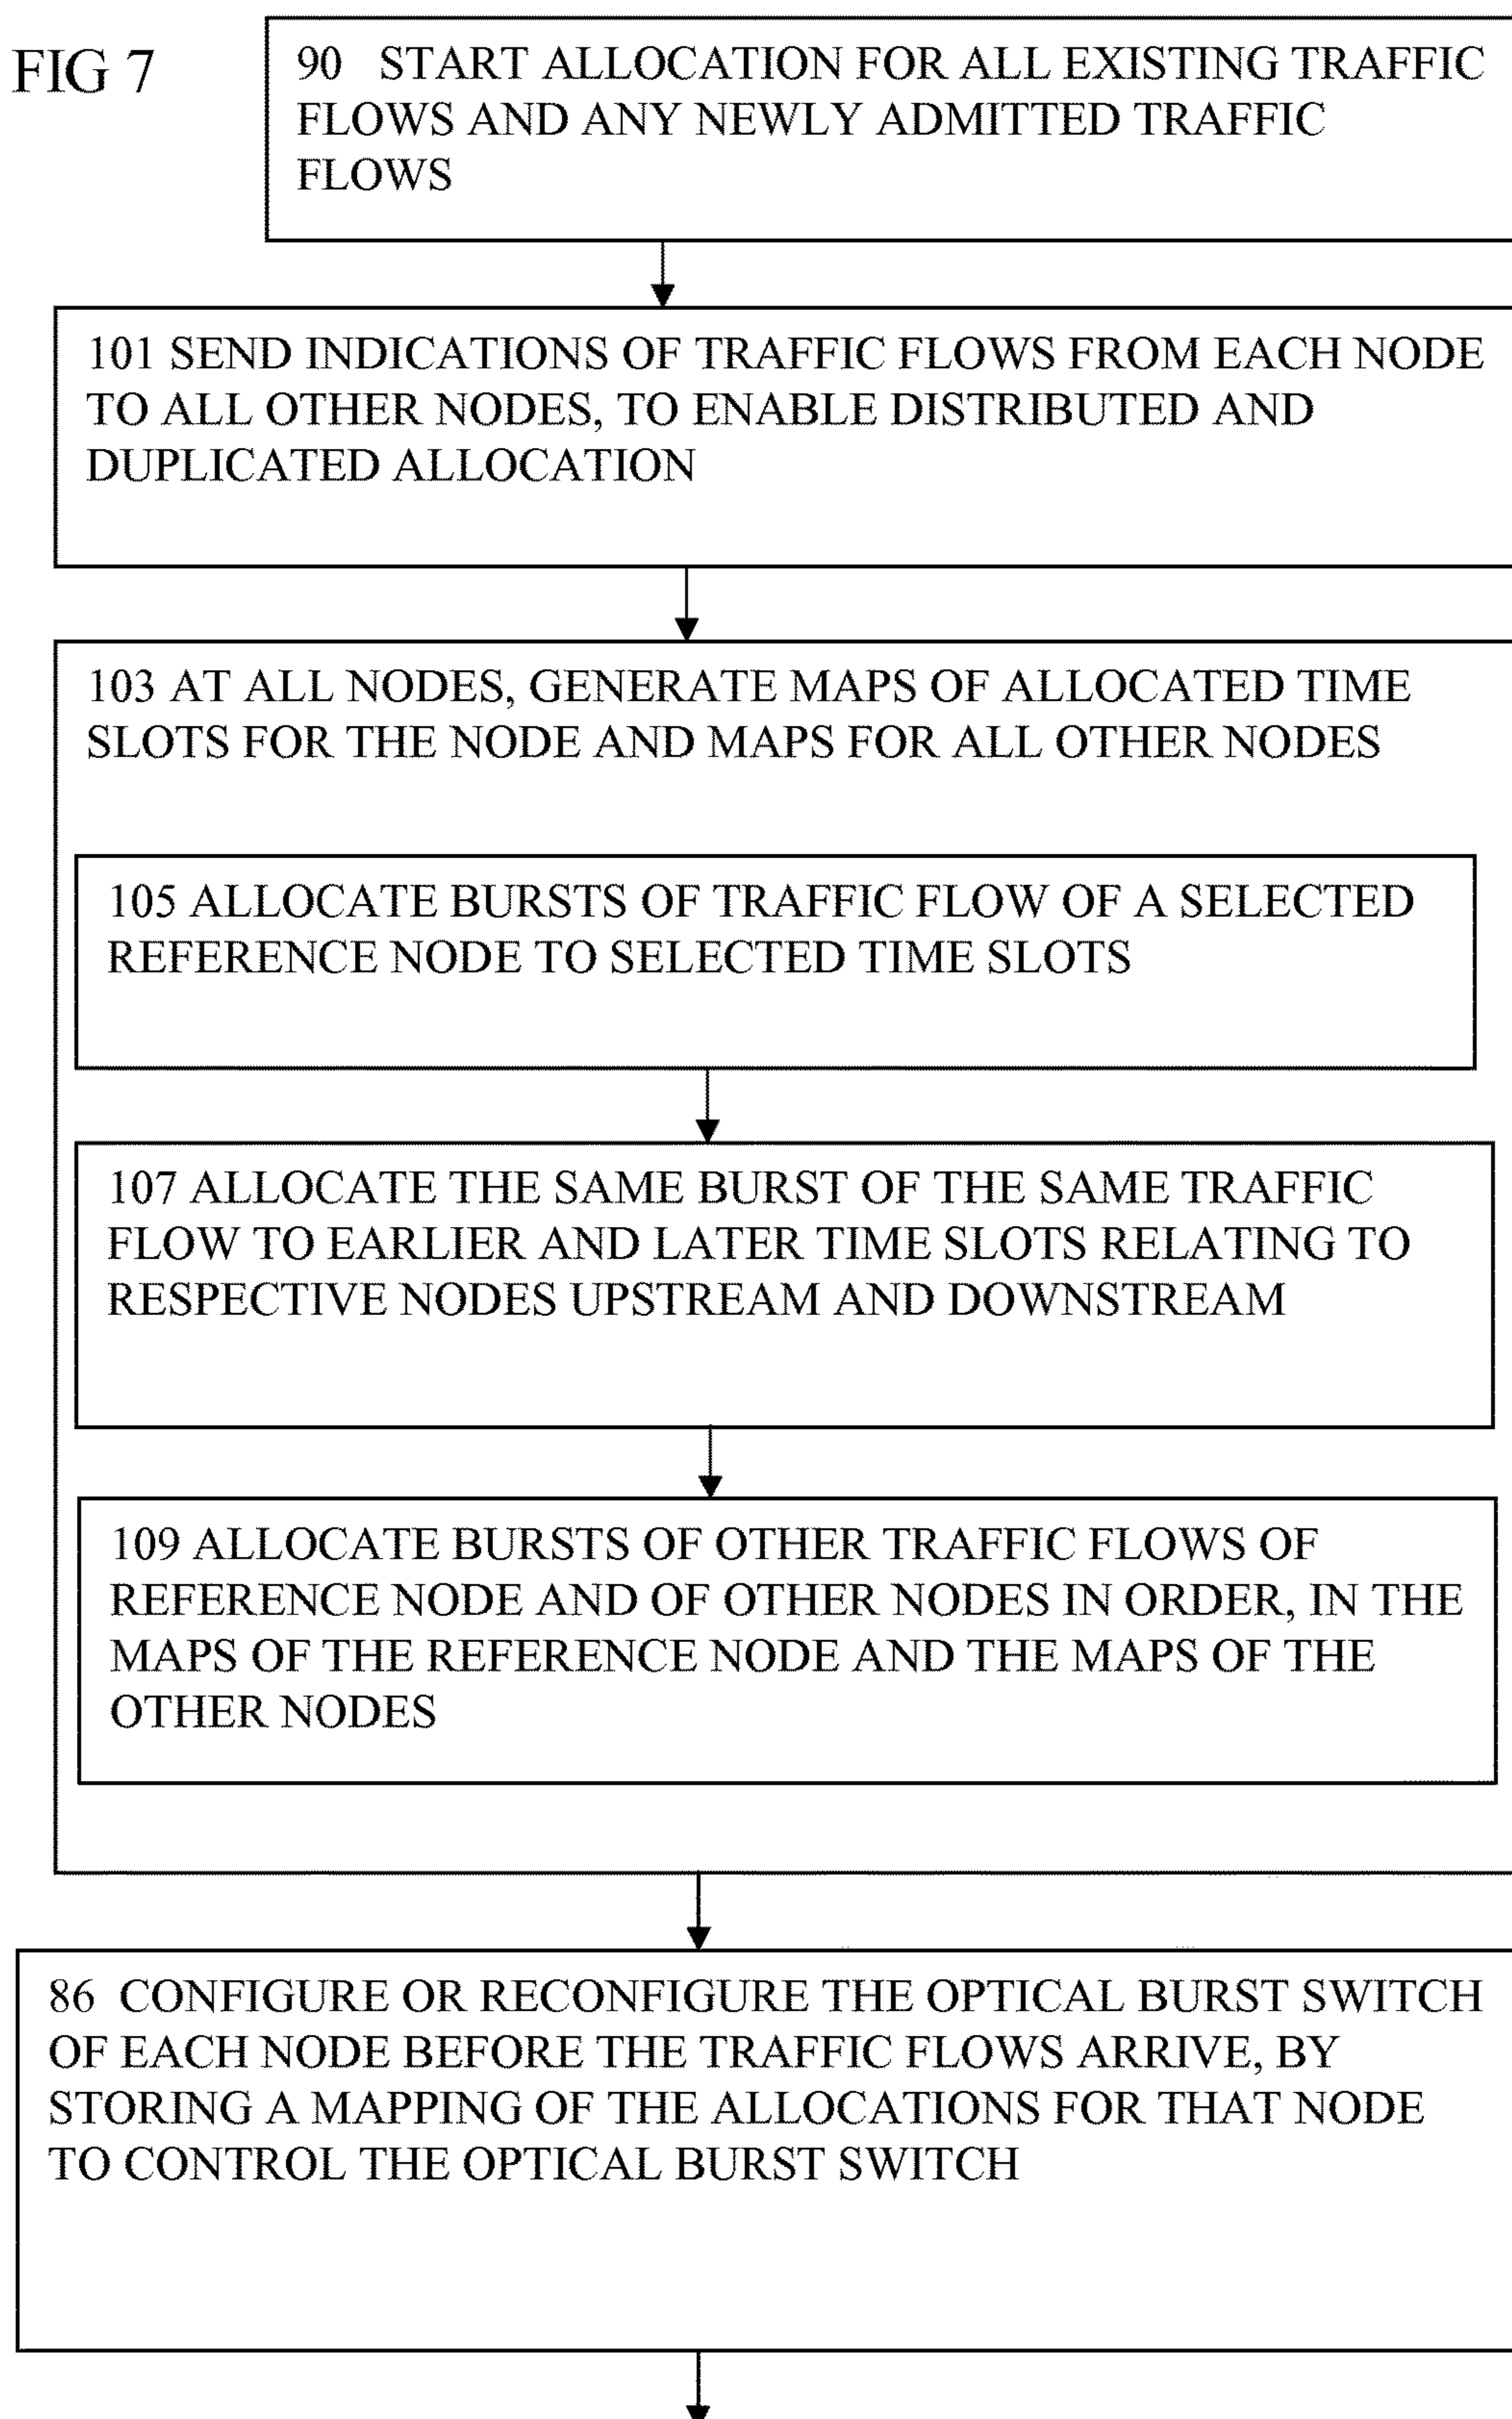 FIG 7
90 START ALLOCATION FOR ALL EXISTING TRAFFIC
FLOWS AND ANY NEWLY ADMITTED TRAFFIC
FLOWS
101 SEND INDICATIONS OF TRAFFIC FLOWS FROM EACH NODE
TO ALL OTHER NODES, TO ENABLE DISTRIBUTED AND
DUPLICATED ALLOCATION
103 AT ALL NODES, GENERATE MAPS OF ALLOCATED TIME
SLOTS FOR THE NODE AND MAPS FOR ALL OTHER NODES
105 ALLOCATE BURSTS OF TRAFFIC FLOW OF A SELECTED
REFERENCE NODE TO SELECTED TIME SLOTS
107 ALLOCATE THE SAME BURST OF THE SAME TRAFFIC
FLOW TO EARLIER AND LATER TIME SLOTS RELATING TO
RESPECTIVE NODES UPSTREAM AND DOWNSTREAM
109 ALLOCATE BURSTS OF OTHER TRAFFIC FLOWS OF
REFERENCE NODE AND OF OTHER NODES IN ORDER, IN THE
MAPS OF THE REFERENCE NODE AND THE MAPS OF THE
OTHER NODES
86 CONFIGURE OR RECONFIGURE THE OPTICAL BURST SWITCH
OF EACH NODE BEFORE THE TRAFFIC FLOWS ARRIVE, BY
STORING A MAPPING OF THE ALLOCATIONS FOR THAT NODE
TO CONTROL THE OPTICAL BURST SWITCH